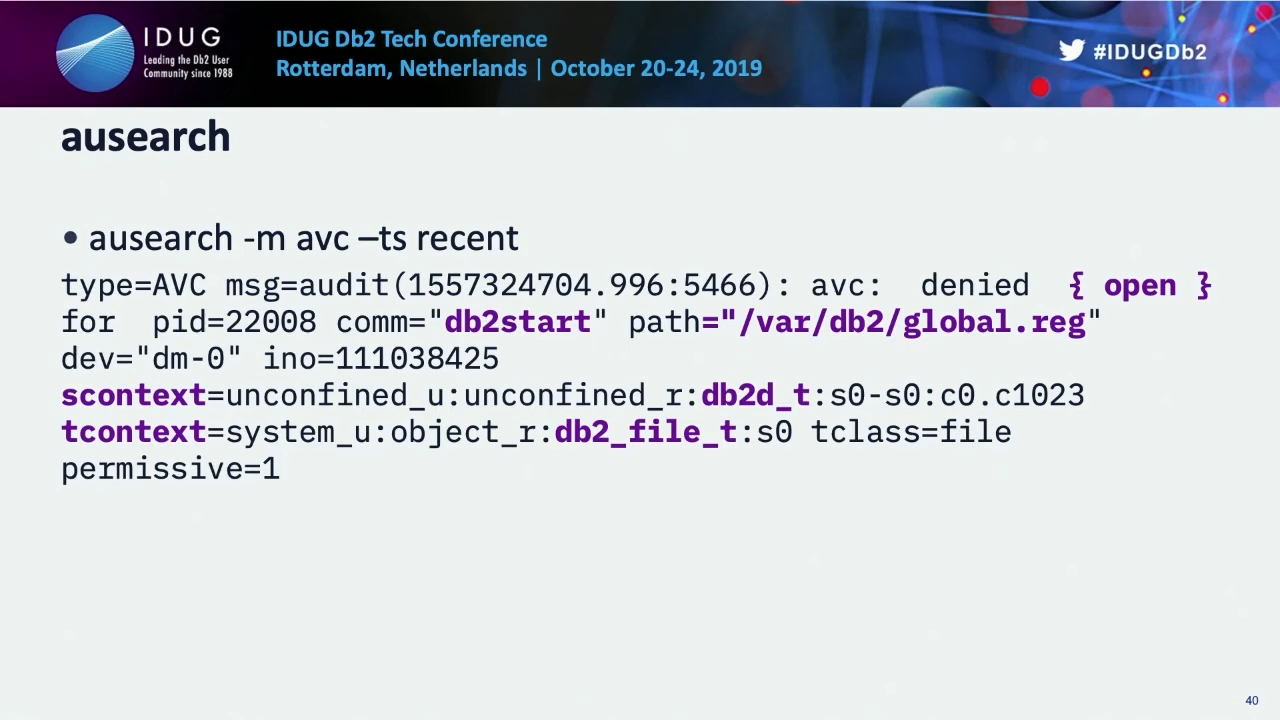 IDUG
Leading the Db2 User
Community since 1988
IDUG Db2 Tech Conference
Rotterdam, Netherlands | October 20-24, 2019
#IDUGDb2
ausearch
• ausearch -m avc –ts recent
type=AVC msg=audit(1557324704.996:5466): avc:  denied  { open }
for  pid=22008 comm="db2start" path="/var/db2/global.reg"
dev="dm-0" ino=111038425
scontext=unconfined_u:unconfined_r:db2d_t:s0-s0:c0.c1023
tcontext=system_u:object_r:db2_file_t:s0 tclass=file
permissive=1
40